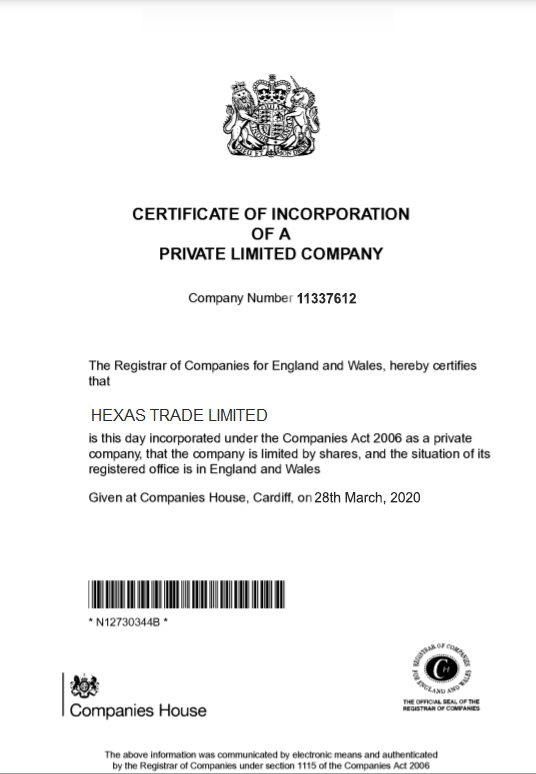 CERTIFICATE OF INCORPORATION
OF A
PRIVATE LIMITED COMPANY
Company Number 11337612
The Registrar of Companies for England and Wales, hereby certifies
that
HEXAS TRADE LIMITED
is this day incorporated under the Companies Act 2006 as a private
company, that the company is limited by shares, and the situation of its
registered office is in England and Wales
Given at Companies House, Cardiff, on 28th March, 2020
* N12730344B *
Companies House
REGISTRAR OF COMPANIES
FOR ENGLAND AND WALES
CH
THE OFFICIAL SEAL OF THE
REGISTRAR OF COMPANIES
The above information was communicated by electronic means and authenticated
by the Registrar of Companies under section 1115 of the Companies Act 2006